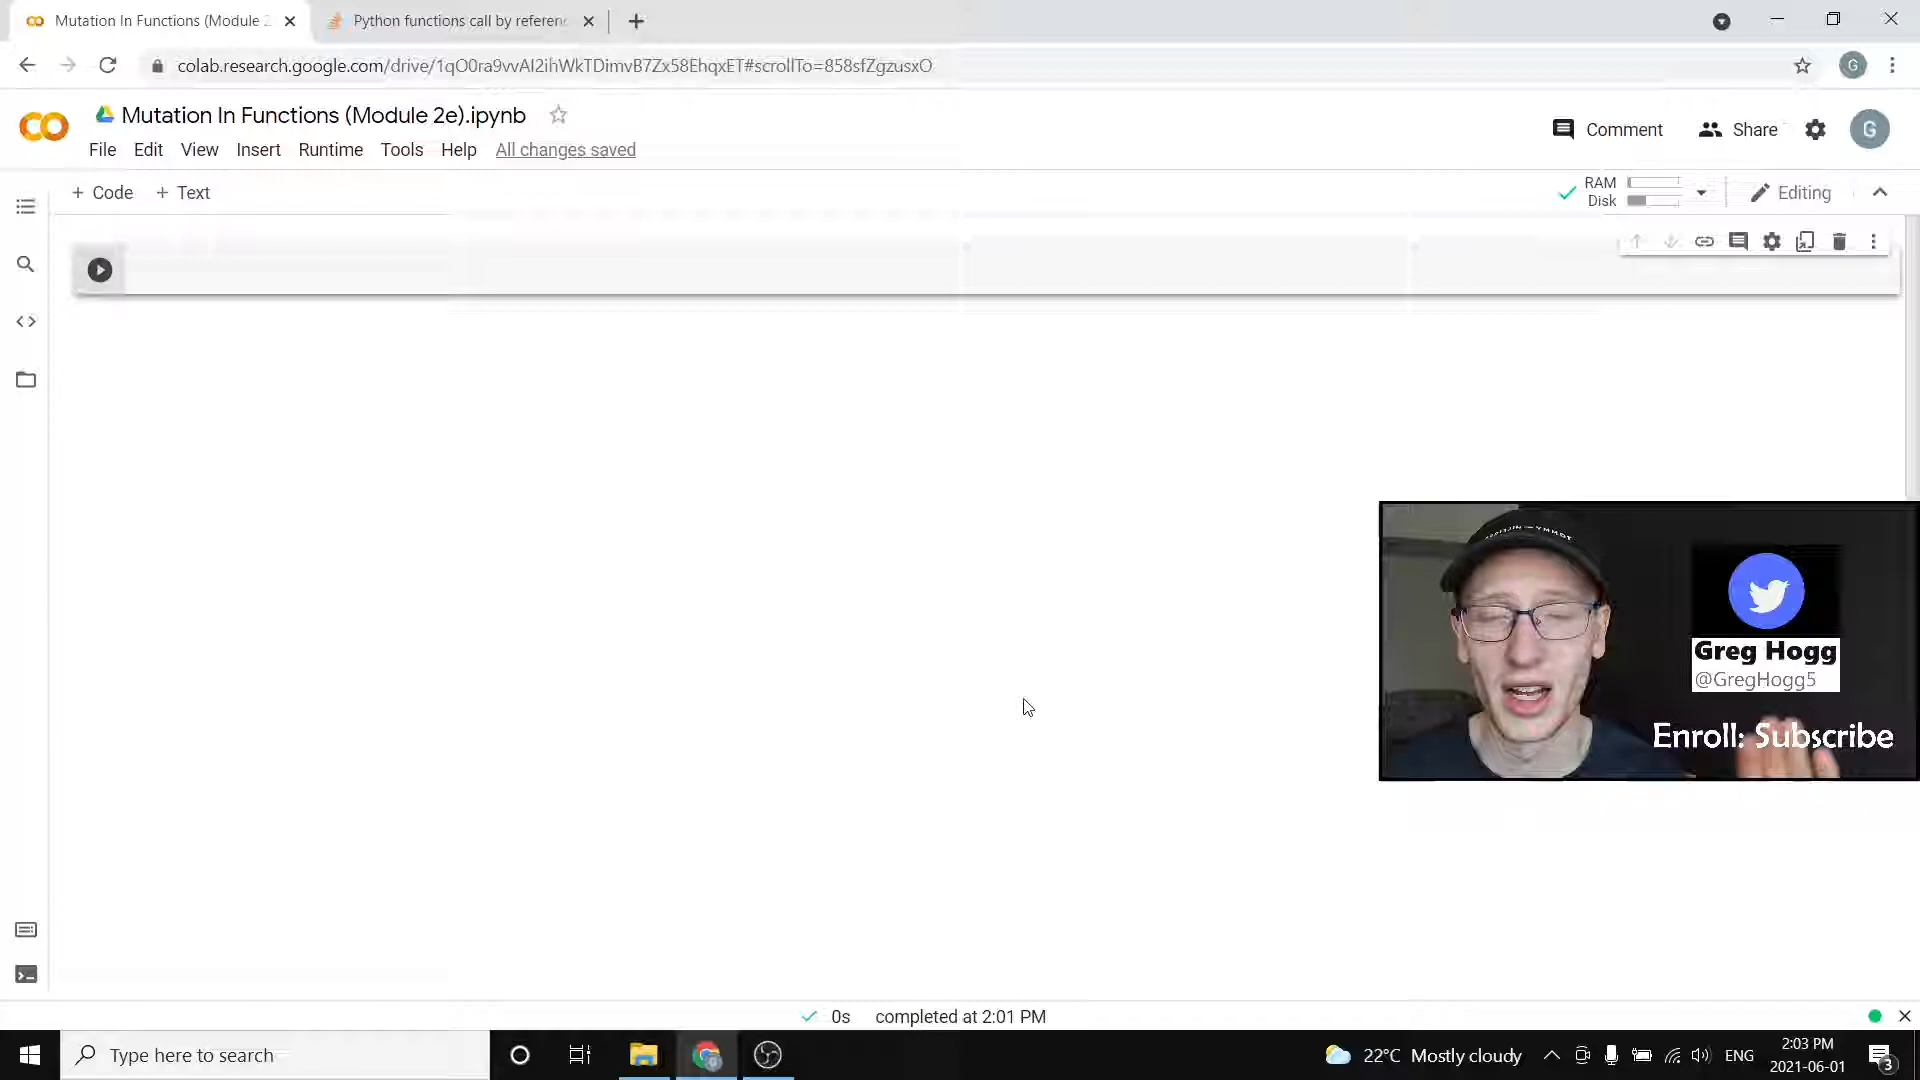 Mutation In Functions (Module 2
Python functions call by referen
colab.research.google.com/drive/1qO0ra9vvAI2ihWkTDimvB7Zx58EhqxET#scrollTo=858sfZgzusxO
G
Mutation In Functions (Module 2e).ipynb
Comment
Share
G
File Edit View Insert Runtime Tools Help All changes saved
+ Code + Text
RAM
Disk
Editing
Greg Hogg
@GregHogg5
Enroll: Subscribe
0s completed at 2:01 PM
Type here to search
22°C Mostly cloudy
ENG
2:03 PM
2021-06-01
3